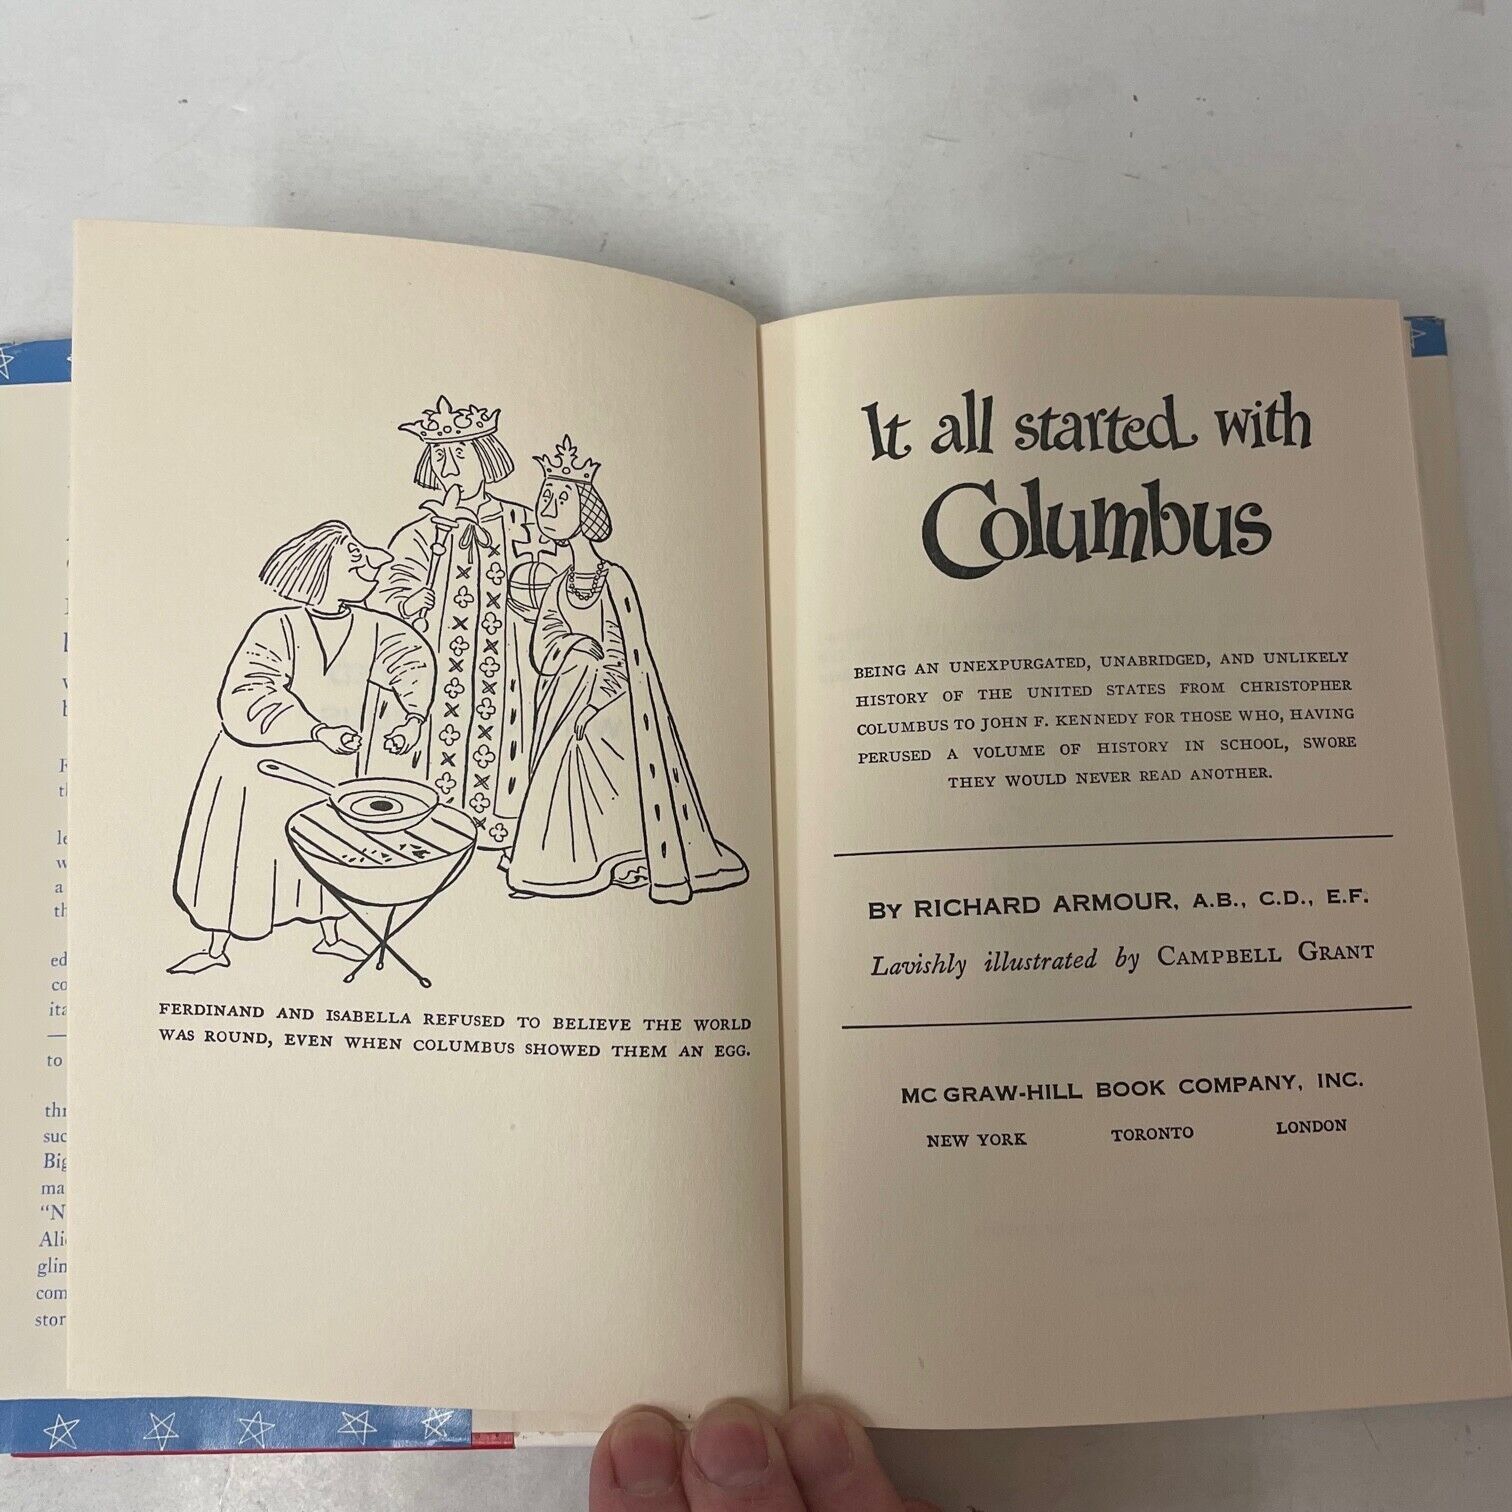 FERDINAND AND ISABELLA REFUSED TO BELIEVE THE WORLD
WAS ROUND, EVEN WHEN COLUMBUS SHOWED THEM AN EGG.
It all started with
Columbus
BEING AN UNEXPURGATED, UNABRIDGED, AND UNLIKELY
HISTORY OF THE UNITED STATES FROM CHRISTOPHER
COLUMBUS TO JOHN F. KENNEDY FOR THOSE WHO, HAVING
PERUSED A VOLUME OF HISTORY IN SCHOOL, SWORE
THEY WOULD NEVER READ ANOTHER.
BY RICHARD ARMOUR, A.B., C.D., E.F.
Lavishly illustrated by CAMPBELL GRANT
MC GRAW-HILL BOOK COMPANY, INC.
NEW YORK TORONTO LONDON